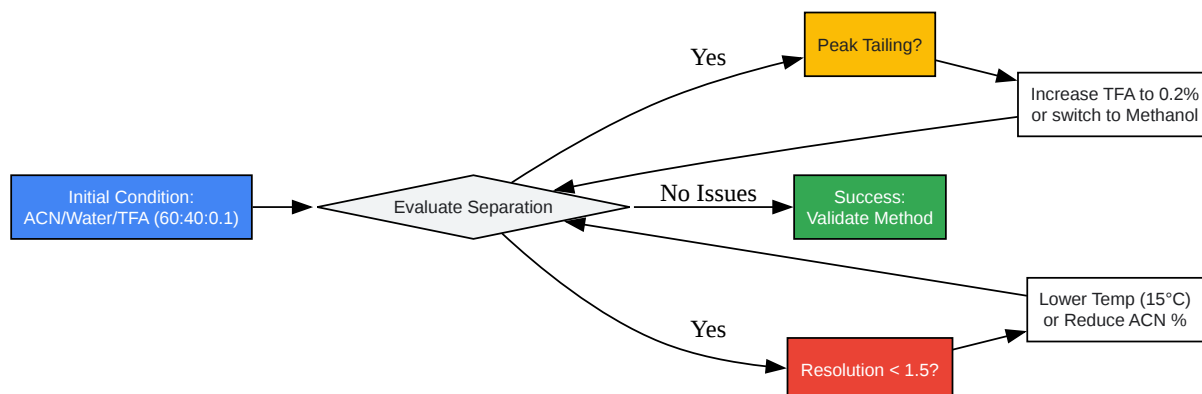 Initial Condition:
ACN/Water/TFA (60:40:0.1)
Evaluate Separation
Yes
Peak Tailing?
Increase TFA to 0.2%
or switch to Methanol
No Issues
Success:
Validate Method
Yes
Resolution < 1.5?
Lower Temp (15°C)
or Reduce ACN %